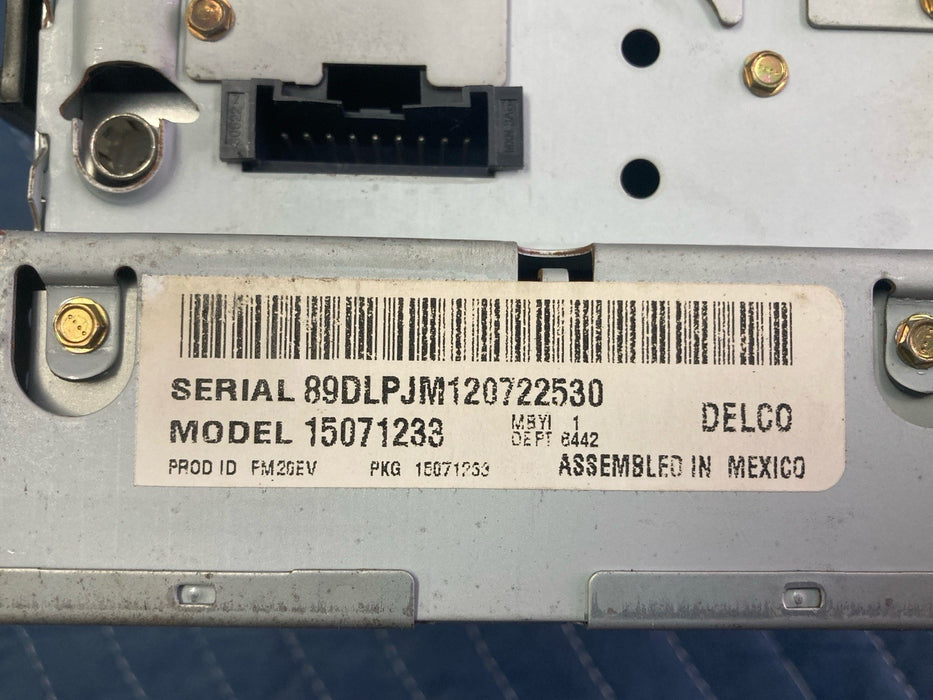 SERIAL 89DLPJM120722530
MODEL 15071233
MBYI 1
DEPT 6442
DELCO
PROD ID FM20EV PKG 15071233
ASSEMBLED IN MEXICO